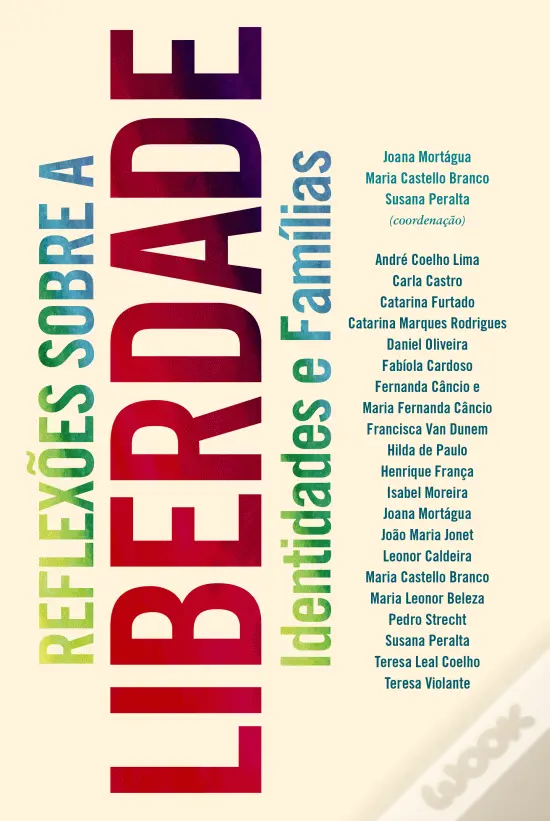 REFLEXÕES SOBRE A
LIBERDADE
Identidades e Famílias
Joana Mortágua
Maria Castello Branco
Susana Peralta
(coordenação)
André Coelho Lima
Carla Castro
Catarina Furtado
Catarina Marques Rodrigues
Daniel Oliveira
Fabíola Cardoso
Fernanda Câncio e
Maria Fernanda Câncio
Francisca Van Dunem
Hilda de Paulo
Henrique França
Isabel Moreira
Joana Mortágua
João Maria Jonet
Leonor Caldeira
Maria Castello Branco
Maria Leonor Beleza
Pedro Strecht
Susana Peralta
Teresa Leal Coelho
Teresa Violante
wook